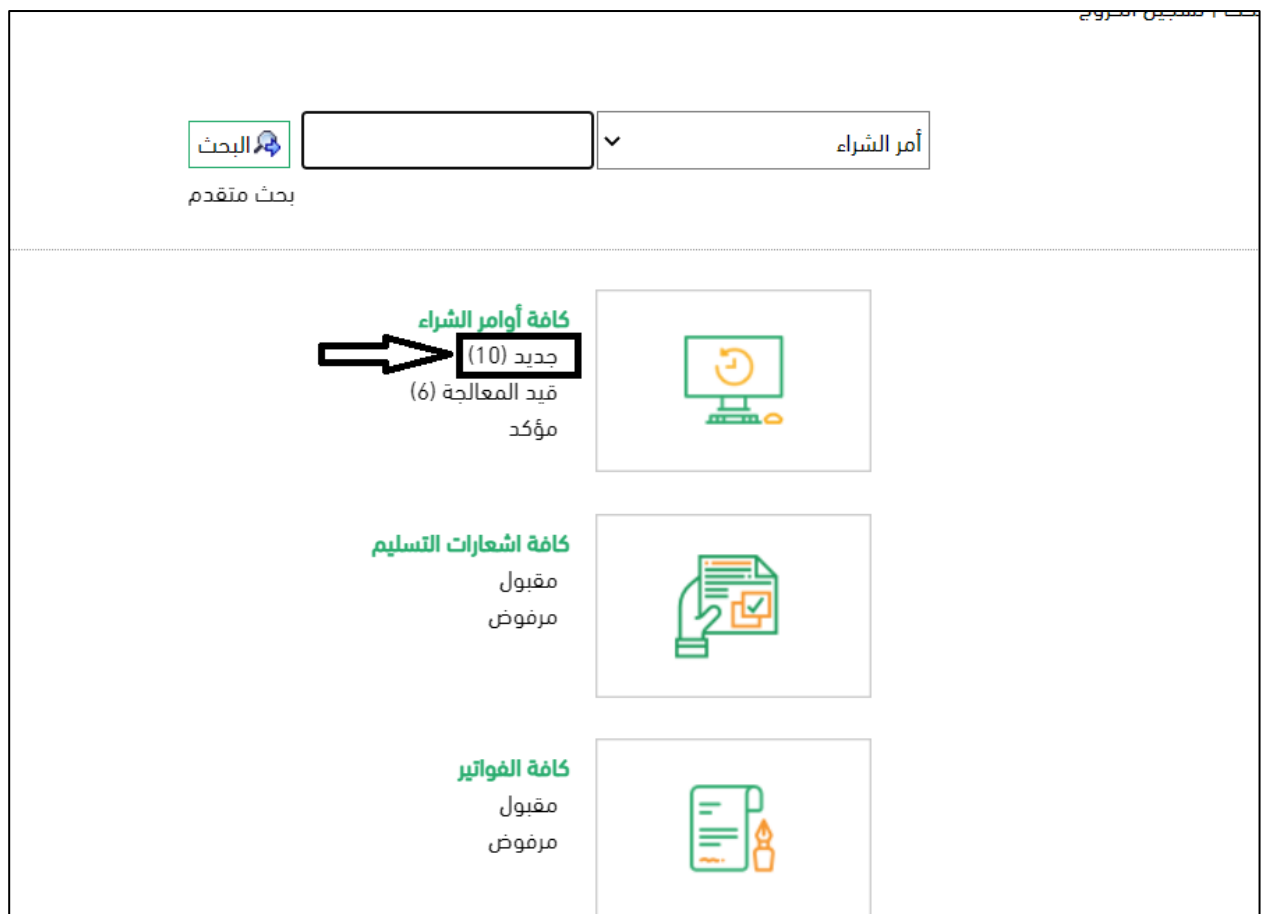 أمر الشراء
البحث
بحث متقدم
كافة أوامر الشراء
جديد (10)
قيد المعالجة (6)
مؤكد
كافة اشعارات التسليم
مقبول
مرفوض
كافة الفواتير
مقبول
مرفوض